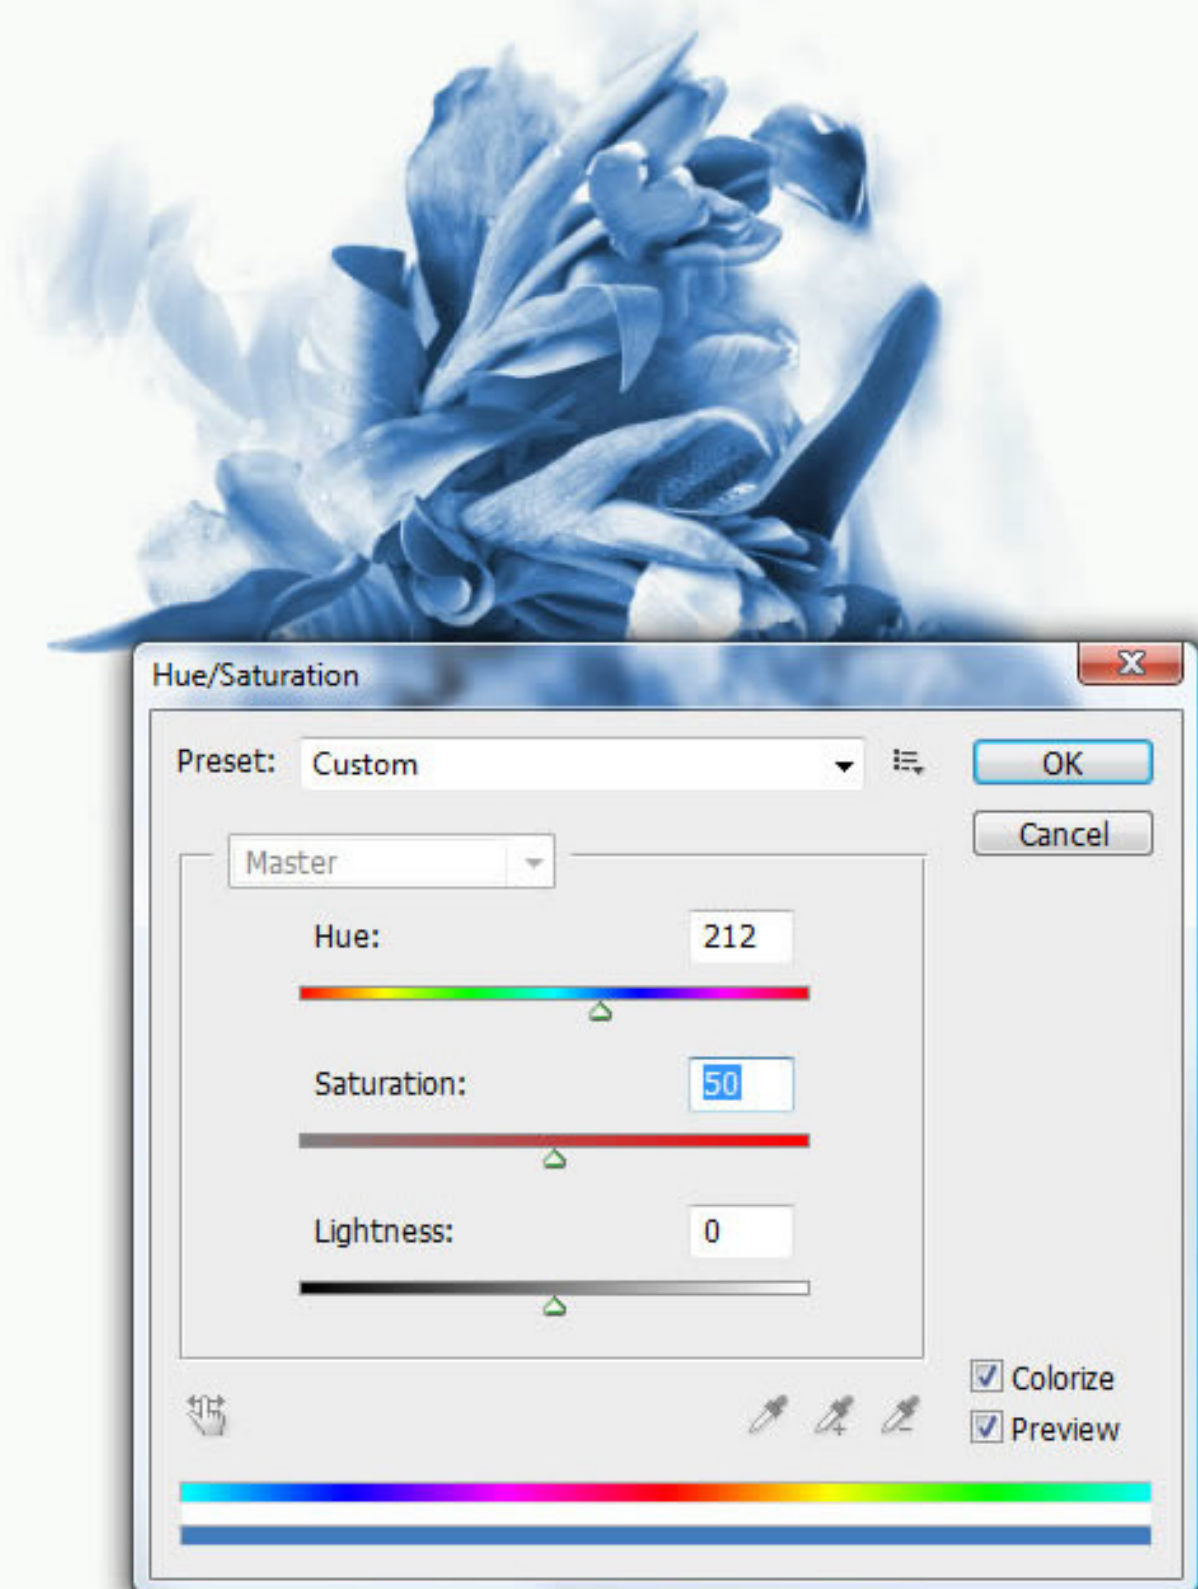 Hue/Saturation
Preset: Custom
OK
Cancel
Master
Hue: 212
Saturation: 50
Lightness: 0
Colorize
Preview